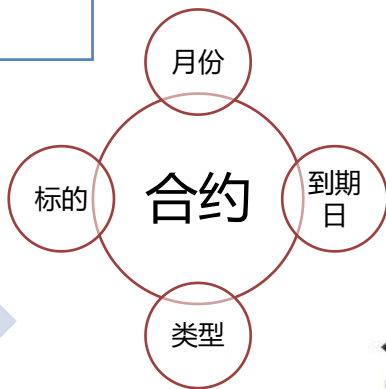 月份
标的
合约
到期
日
类型